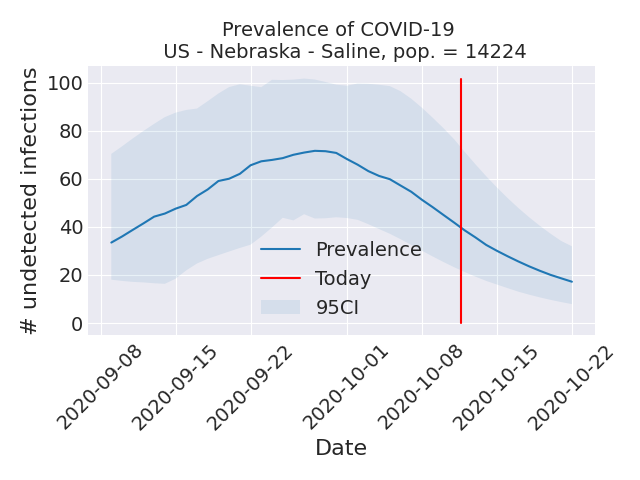 Prevalence of COVID-19
US - Nebraska - Saline, pop. = 14224
# undetected infections
100
80
60
40
20
0
Prevalence
Today
95CI
2020-09-08
2020-09-15
2020-09-22
2020-10-01
2020-10-08
2020-10-15
2020-10-22
Date